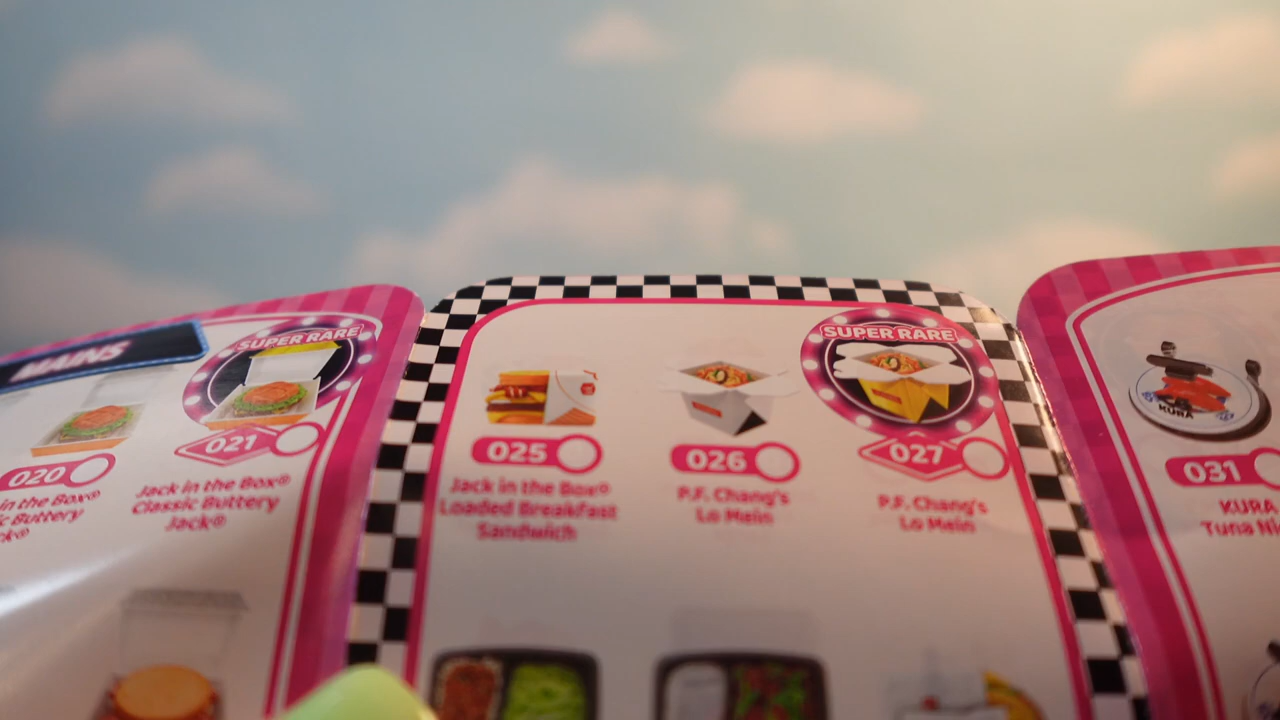 MAINS
SUPER RARE
020
in the Box®
c Buttery
ck®
021
Jack in the Box®
Classic Buttery
Jack®
025
Jack in the Box®
Loaded Breakfast
Sandwich
026
P.F. Chang's
Lo Mein
SUPER RARE
027
P.F. Chang's
Lo Mein
KURA
031
KURA
Tuna Ni